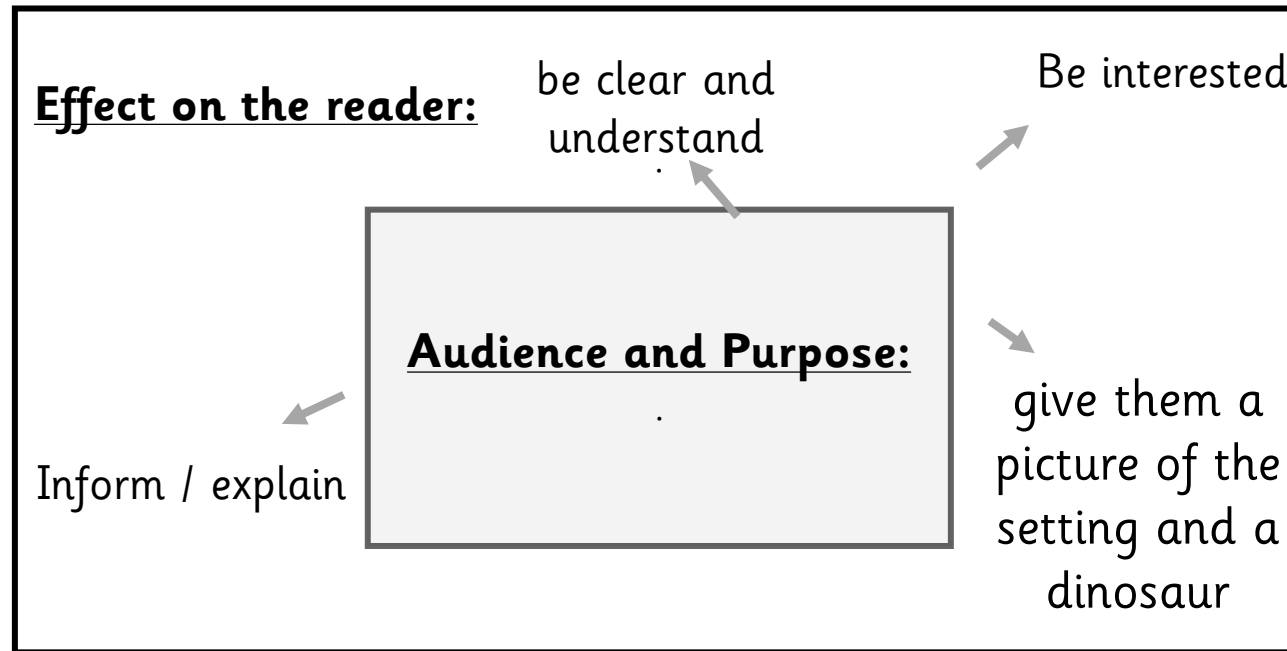 Effect on the reader:
be clear and
understand
.
Be interested
Audience and Purpose:
.
Inform / explain
give them a
picture of the
setting and a
dinosaur